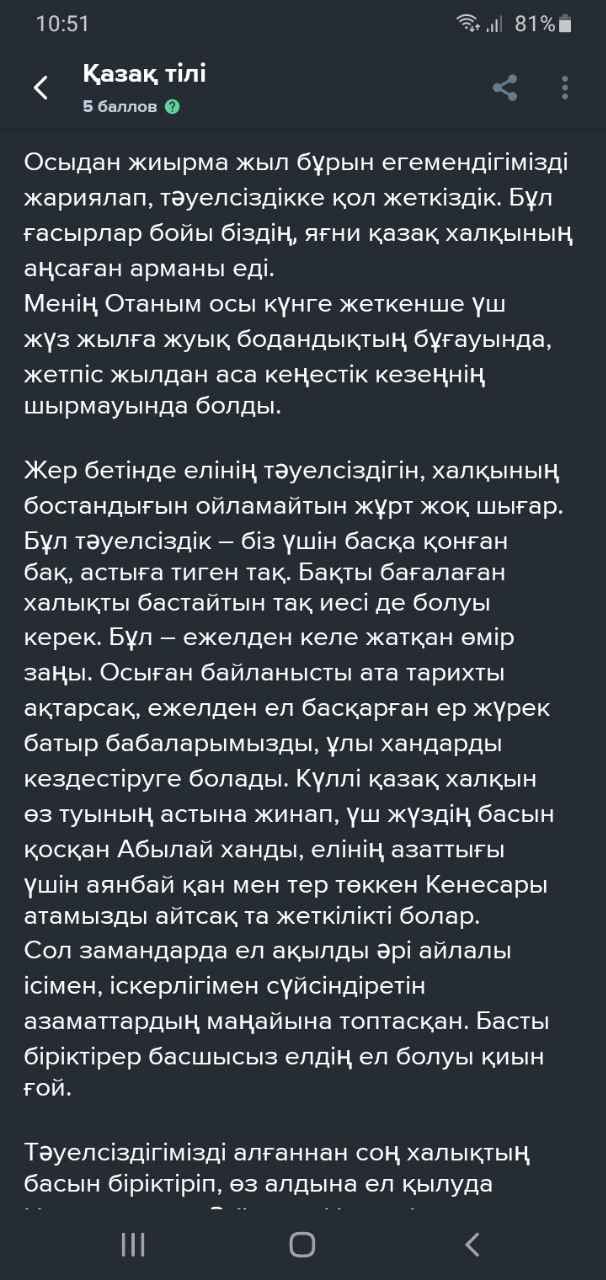 10:51
81%
Қазақ тілі
5 баллов ?
Осыдан жиырма жыл бұрын егемендігімізді
жариялап, тәуелсіздікке қол жеткіздік. Бұл
ғасырлар бойы біздің, яғни қазақ халқының
аңсаған арманы еді.
Менің Отаным осы күнге жеткенше үш
жүз жылға жуық бодандықтың бұғауында,
жетпіс жылдан аса кеңестік кезеңнің
шырмауында болды.
Жер бетінде елінің тәуелсіздігін, халқының
бостандығын ойламайтын жұрт жоқ шығар.
Бұл тәуелсіздік – біз үшін басқа қонған
бақ, астыға тиген тақ. Бақты бағалаған
халықты бастайтын тақ иесі де болуы
керек. Бұл – ежелден келе жатқан өмір
заңы. Осыған байланысты ата тарихты
ақтарсақ, ежелден ел басқарған ер жүрек
батыр бабаларымызды, ұлы хандарды
кездестіруге болады. Күллі қазақ халқын
өз туының астына жинап, үш жүздің басын
қосқан Абылай ханды, елінің азаттығы
үшін аянбай қан мен тер төккен Кенесары
атамызды айтсақ та жеткілікті болар.
Сол замандарда ел ақылды әрі айлалы
ісімен, іскерлігімен сүйсіндіретін
азаматтардың маңайына топтасқан. Басты
біріктірер басшысыз елдің ел болуы қиын
ғой.
Тәуелсіздігімізді алғаннан соң халықтың
басын біріктіріп, өз алдына ел қылуда